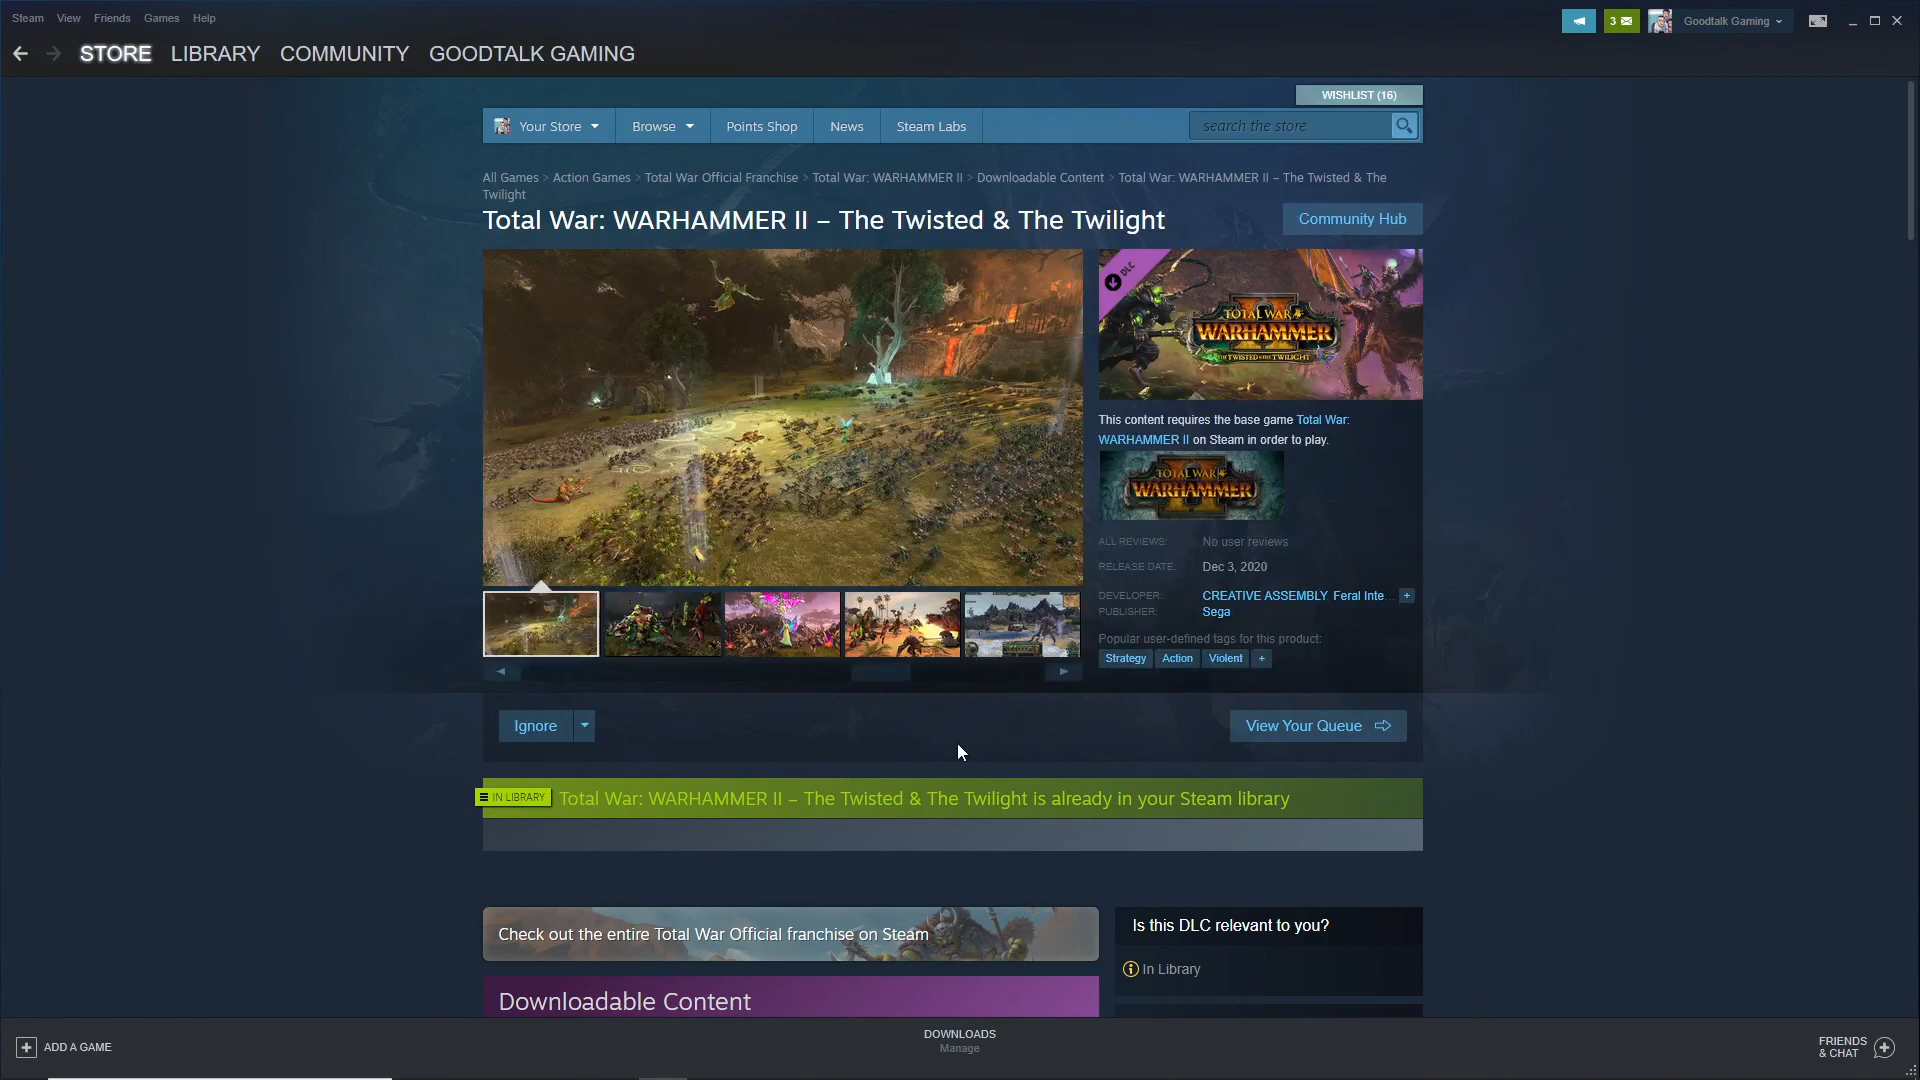 Steam View Friends Games Help
3
Goodtalk Gaming
STORE LIBRARY COMMUNITY GOODTALK GAMING
WISHLIST (16)
Your Store Browse Points Shop News Steam Labs
search the store
All Games > Action Games > Total War Official Franchise > Total War: WARHAMMER II > Downloadable Content > Total War: WARHAMMER II – The Twisted & The
Twilight
Total War: WARHAMMER II – The Twisted & The Twilight
Community Hub
DLC
TOTAL WAR
WARHAMMER
II
THE TWISTED & THE TWILIGHT
This content requires the base game Total War:
WARHAMMER II on Steam in order to play.
TOTAL WAR
WARHAMMER
II
ALL REVIEWS: No user reviews
RELEASE DATE: Dec 3, 2020
DEVELOPER: CREATIVE ASSEMBLY Feral Inte... +
PUBLISHER: Sega
Popular user-defined tags for this product:
Strategy Action Violent +
Ignore
View Your Queue
IN LIBRARY
Total War: WARHAMMER II – The Twisted & The Twilight is already in your Steam library
Check out the entire Total War Official franchise on Steam
Is this DLC relevant to you?
In Library
Downloadable Content
ADD A GAME
DOWNLOADS
Manage
FRIENDS
& CHAT